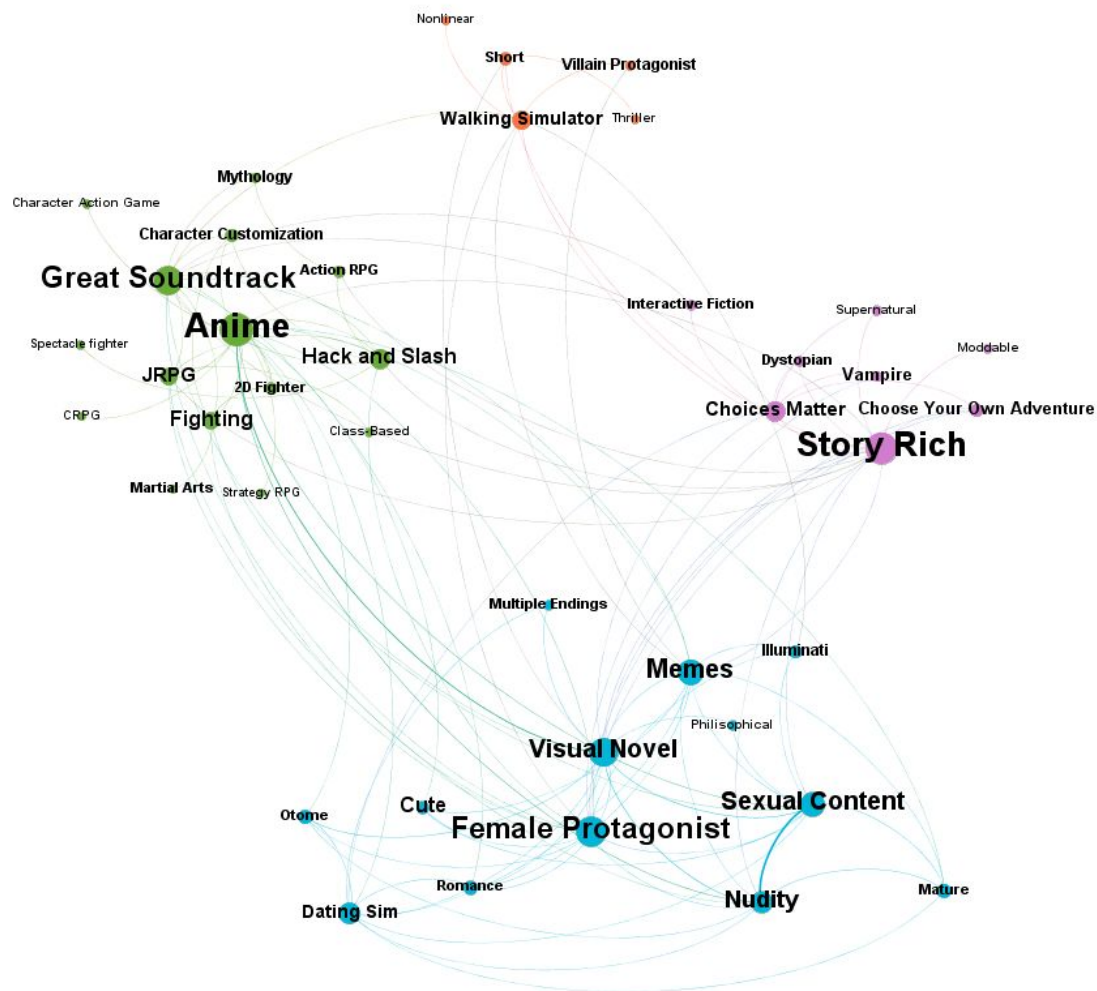 Nonlinear
Short
Villain Protagonist
Walking Simulator
Thriller
Mythology
Character Action Game
Character Customization
Great Soundtrack
Action RPG
Interactive Fiction
Supernatural
Anime
Spectacle fighter
Hack and Slash
Dystopian
Moddable
JRPG
2D Fighter
Vampire
CRPG
Fighting
Choices Matter
Choose Your Own Adventure
Class-Based
Story Rich
Martial Arts
Strategy RPG
Multiple Endings
Memes
Illuminati
Philisophical
Visual Novel
Otome
Cute
Sexual Content
Female Protagonist
Romance
Dating Sim
Nudity
Mature